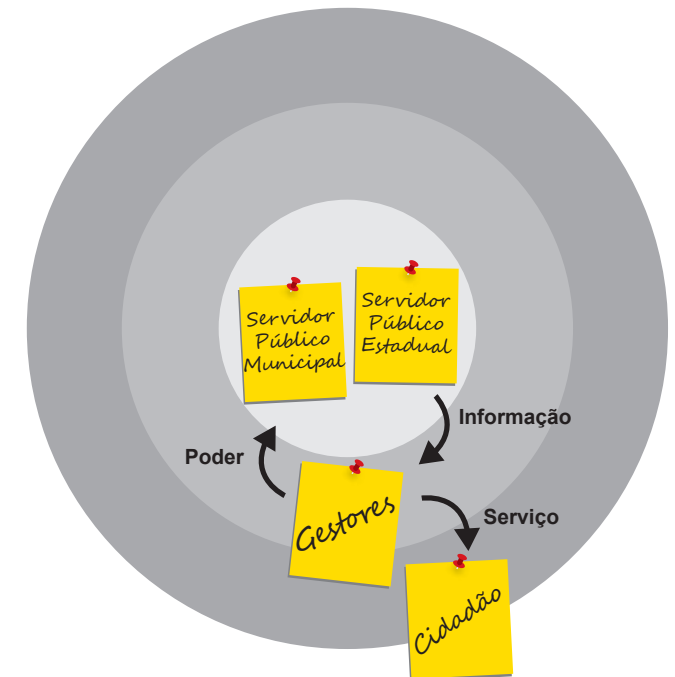 Servidor
Público
Municipal
Servidor
Público
Estadual
Informação
Poder
Gestores
Serviço
Cidadão